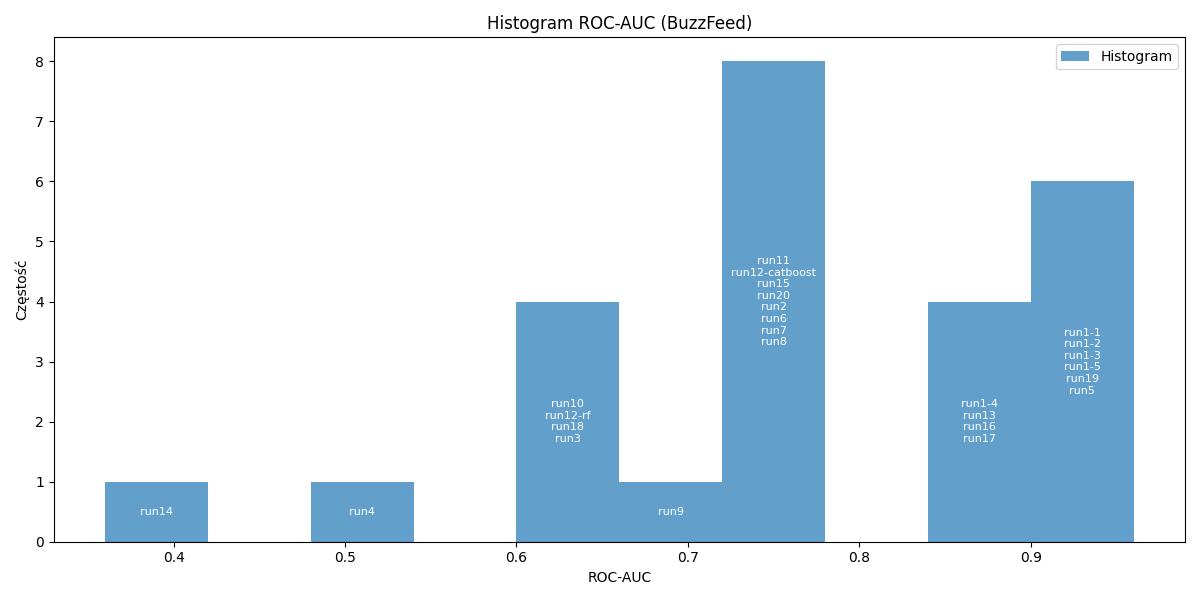 Histogram ROC-AUC (BuzzFeed)
Histogram
Częstość
8
7
6
5
4
3
2
1
0
run14
run4
run10
run12-rf
run18
run3
run9
run11
run12-catboost
run15
run20
run2
run6
run7
run8
run1-4
run13
run16
run17
run1-1
run1-2
run1-3
run1-5
run19
run5
0.4 0.5 0.6 0.7 0.8 0.9
ROC-AUC